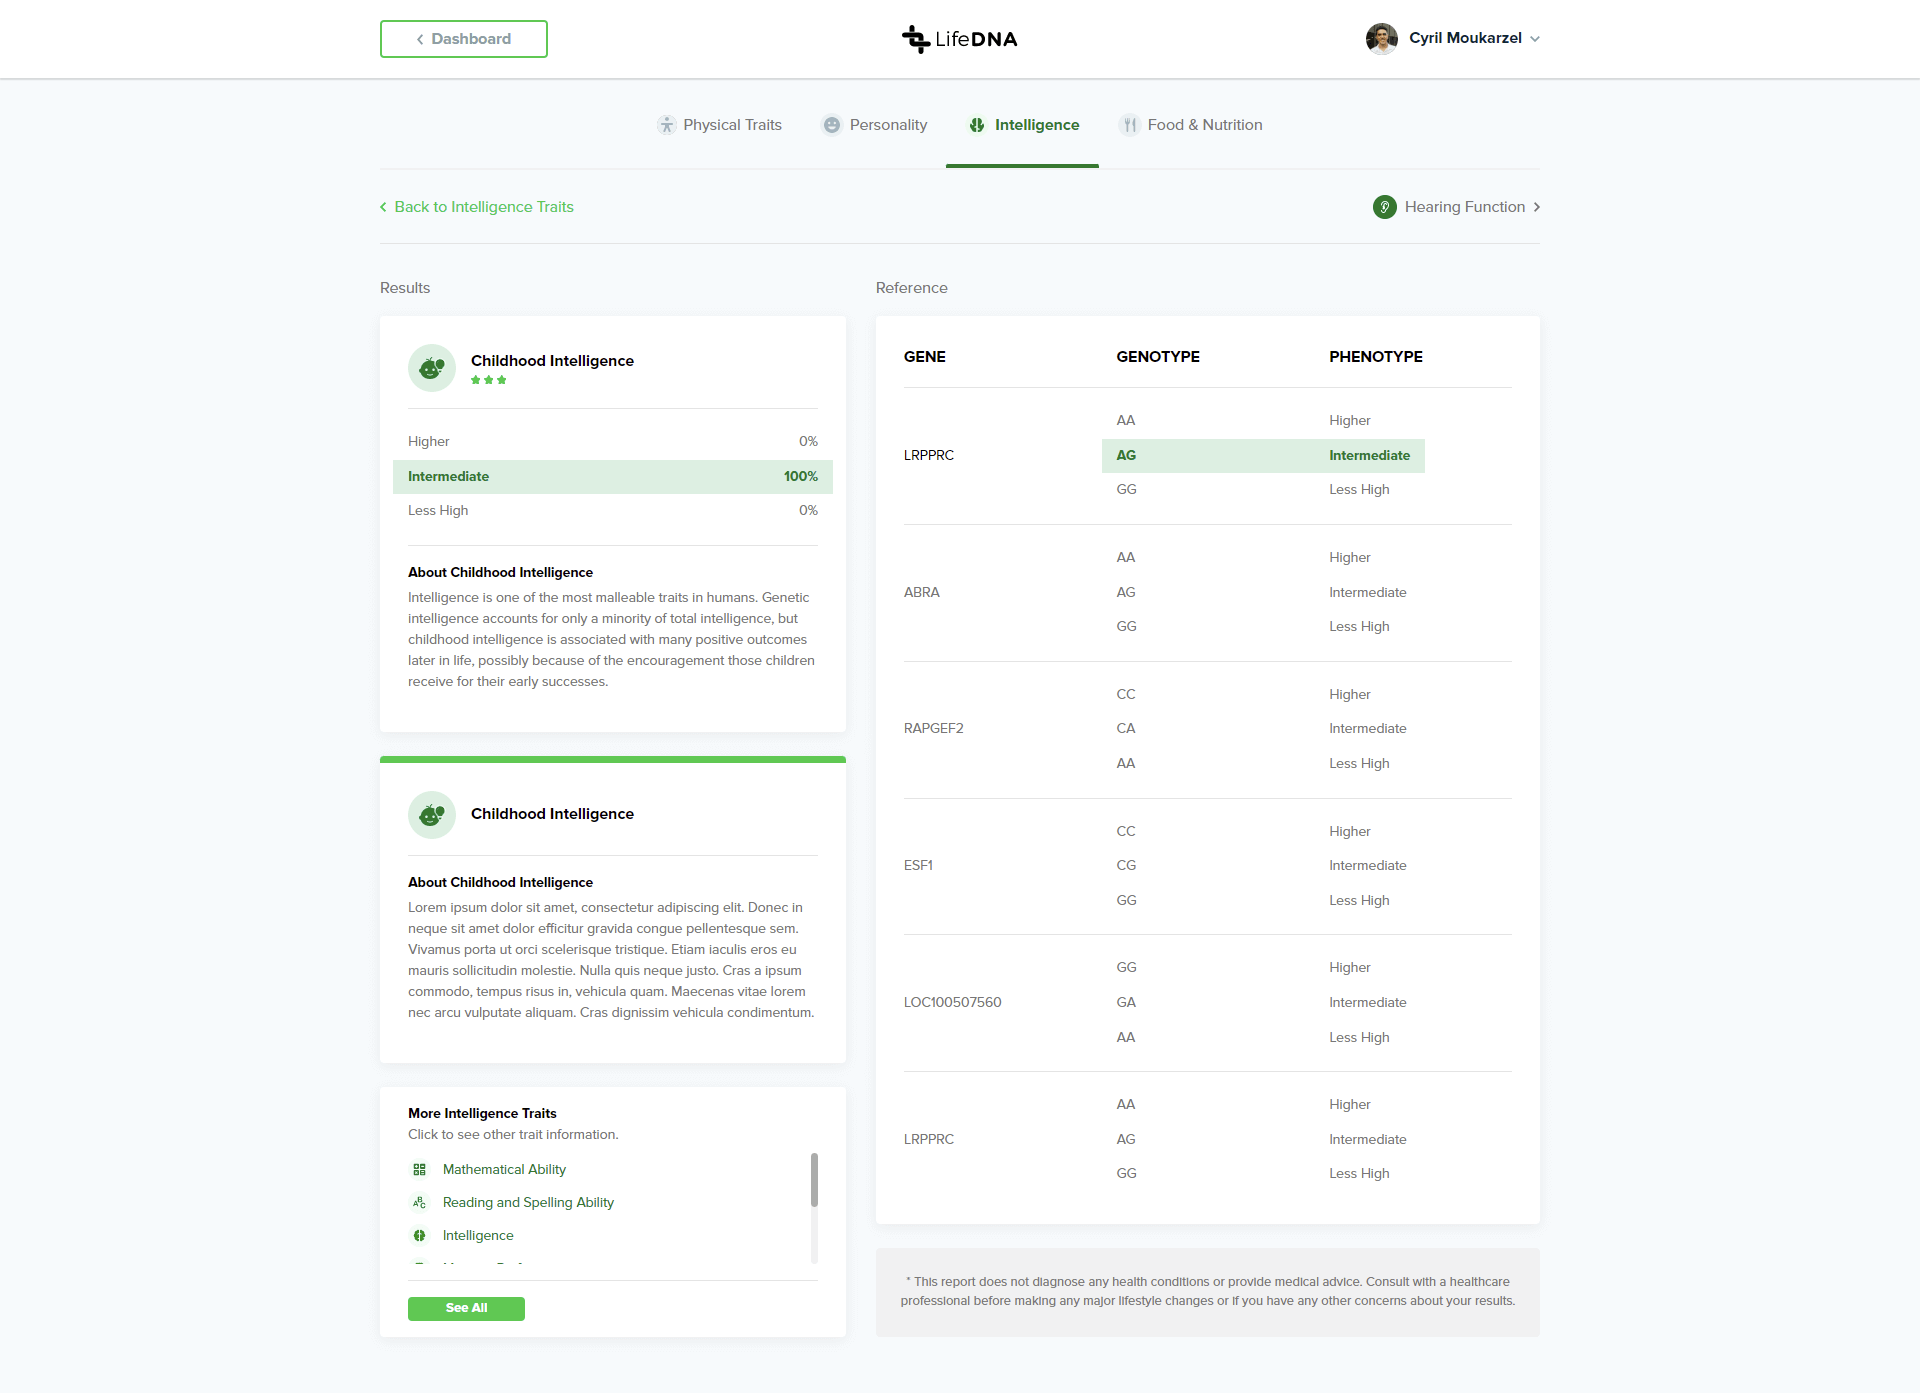 Dashboard
LifeDNA
Cyril Moukarzel
Physical Traits
Personality
Intelligence
Food & Nutrition
Back to Intelligence Traits
Hearing Function
Results
Childhood Intelligence
Higher 0%
Intermediate 100%
Less High 0%
About Childhood Intelligence
Intelligence is one of the most malleable traits in humans. Genetic
intelligence accounts for only a minority of total intelligence, but
childhood intelligence is associated with many positive outcomes
later in life, possibly because of the encouragement those children
receive for their early successes.
Childhood Intelligence
About Childhood Intelligence
Lorem ipsum dolor sit amet, consectetur adipiscing elit. Donec in
neque sit amet dolor efficitur gravida congue pellentesque sem.
Vivamus porta ut orci scelerisque tristique. Etiam iaculis eros eu
mauris sollicitudin molestie. Nulla quis neque justo. Cras a ipsum
commodo, tempus risus in, vehicula quam. Maecenas vitae lorem
nec arcu vulputate aliquam. Cras dignissim vehicula condimentum.
More Intelligence Traits
Click to see other trait information.
Mathematical Ability
Reading and Spelling Ability
Intelligence
See All
Reference
GENE GENOTYPE PHENOTYPE
AA Higher
LRPPRC AG Intermediate
GG Less High
AA Higher
ABRA AG Intermediate
GG Less High
CC Higher
RAPGEF2 CA Intermediate
AA Less High
CC Higher
ESF1 CG Intermediate
GG Less High
GG Higher
LOC100507560 GA Intermediate
AA Less High
AA Higher
LRPPRC AG Intermediate
GG Less High
* This report does not diagnose any health conditions or provide medical advice. Consult with a healthcare
professional before making any major lifestyle changes or if you have any other concerns about your results.